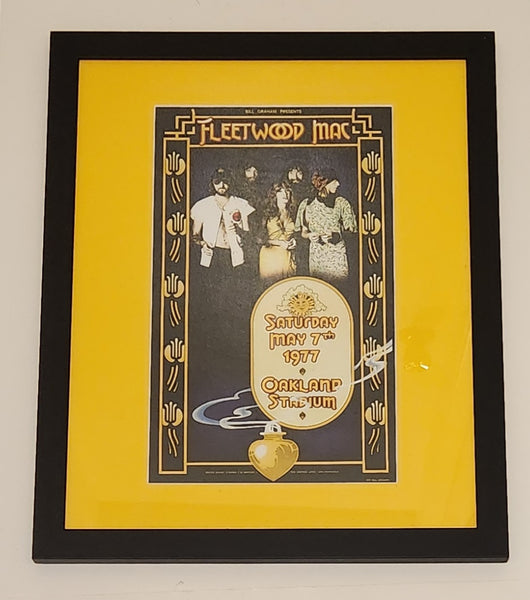 BILL GRAHAM PRESENTS
FLEETWOOD MAC
SATURDAY
MAY 7TH
1977
OAKLAND
STADIUM